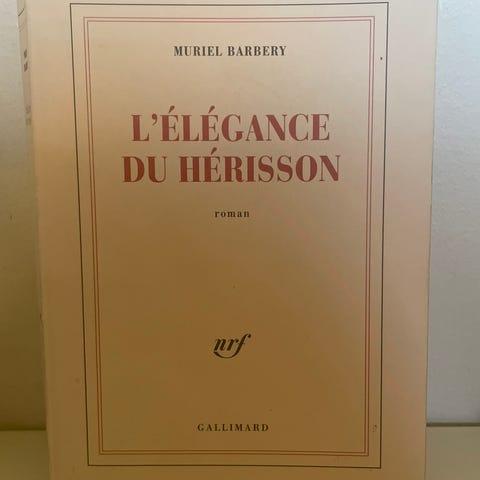 MURIEL BARBERY
L'ÉLÉGANCE
DU HÉRISSON
roman
nrf
GALLIMARD